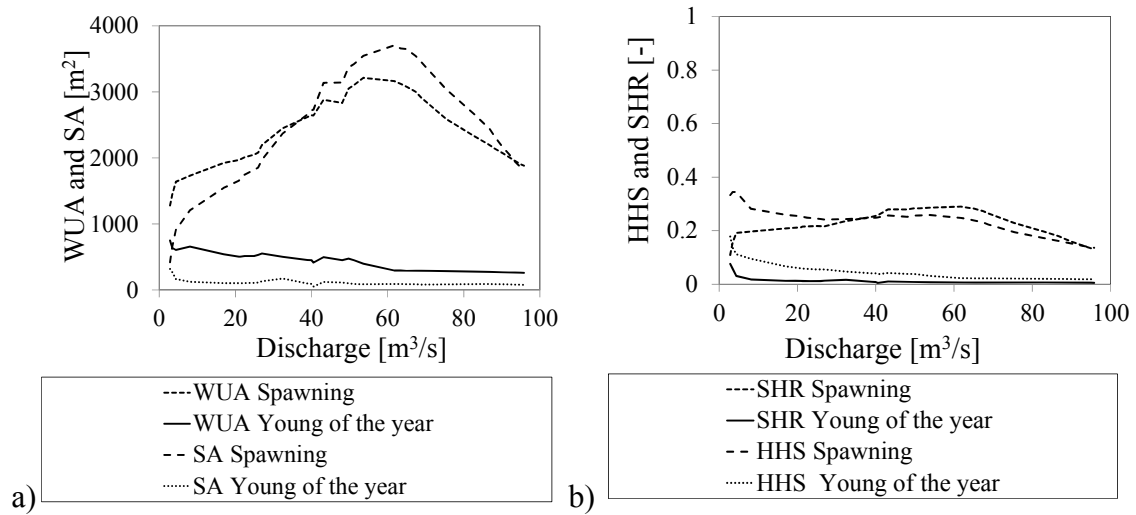 WUA and SA [m²]
4000
3000
2000
1000
0
0 20 40 60 80 100
Discharge [m³/s]
WUA Spawning
WUA Young of the year
SA Spawning
SA Young of the year
a)
HHS and SHR [-]
1
0.8
0.6
0.4
0.2
0
0 20 40 60 80 100
Discharge [m³/s]
SHR Spawning
SHR Young of the year
HHS Spawning
HHS Young of the year
b)